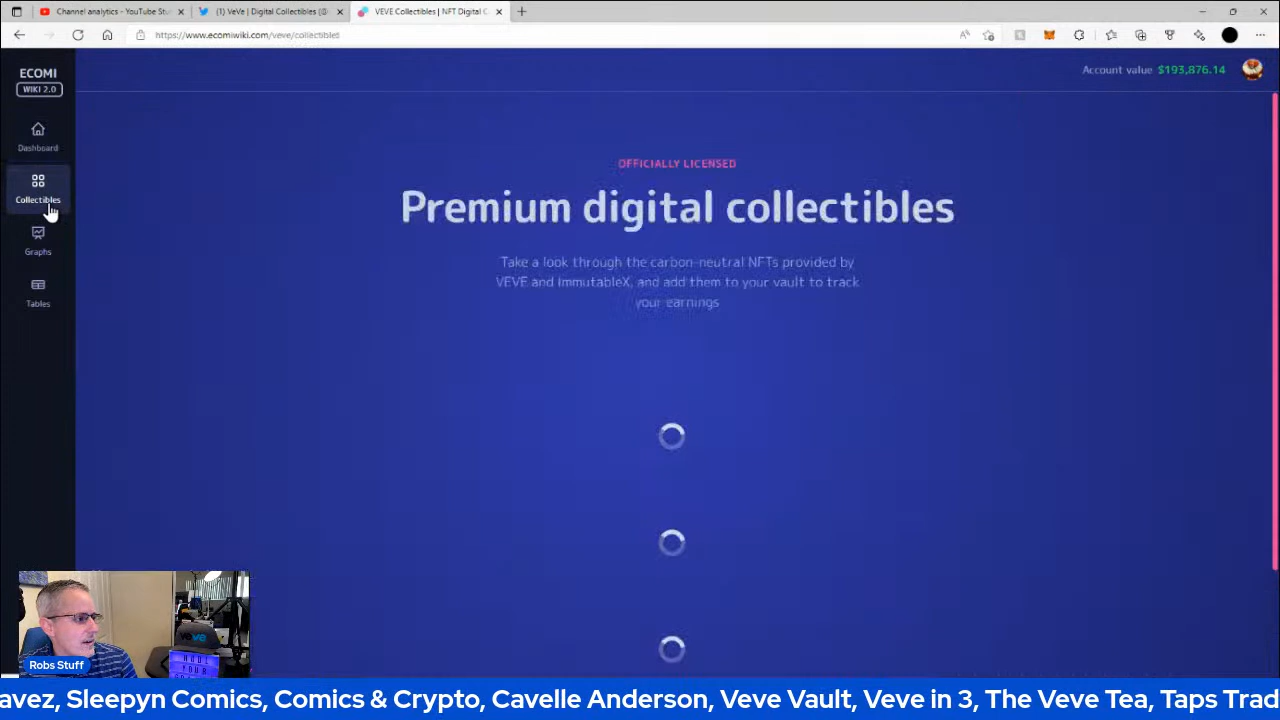 Channel analytics - YouTube Stu
(1) VeVe | Digital Collectibles (@
VEVE Collectibles | NFT Digital C
https://www.ecomiwiki.com/veve/collectibles
ECOMI
WIKI 2.0
Account value $193,876.14
Dashboard
Collectibles
Graphs
Tables
OFFICIALLY LICENSED
Premium digital collectibles
Take a look through the carbon-neutral NFTs provided by
VEVE and ImmutableX, and add them to your vault to track
your earnings
Robs Stuff
avez, Sleepyn Comics, Comics & Crypto, Cavelle Anderson, Veve Vault, Veve in 3, The Veve Tea, Taps Trad